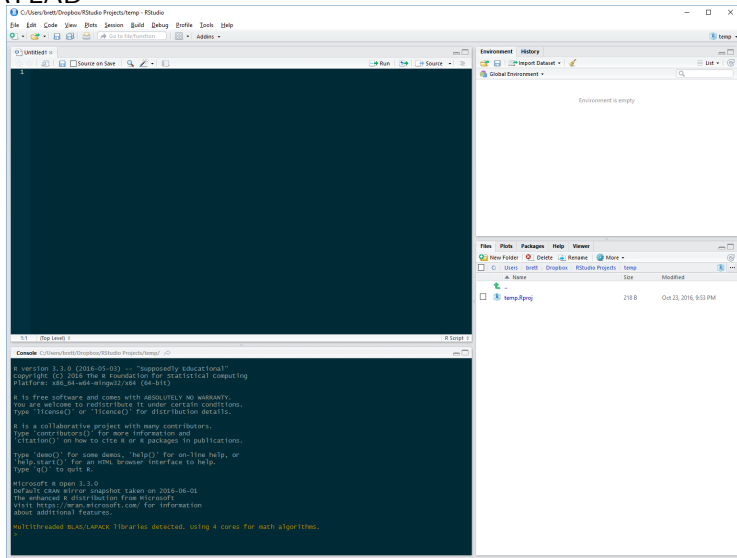 C:/Users/brett/Dropbox/RStudio Projects/temp - RStudio
File Edit Code View Plots Session Build Debug Profile Tools Help
Go to file/function Addins temp
Untitled1
Source on Save Run Source
1
1:1 (Top Level) R Script
Console C:/Users/brett/Dropbox/RStudio Projects/temp/
R version 3.3.0 (2016-05-03) -- "Supposedly Educational"
Copyright (C) 2016 The R Foundation for Statistical Computing
Platform: x86_64-w64-mingw32/x64 (64-bit)
R is free software and comes with ABSOLUTELY NO WARRANTY.
You are welcome to redistribute it under certain conditions.
Type 'license()' or 'licence()' for distribution details.
R is a collaborative project with many contributors.
Type 'contributors()' for more information and
'citation()' on how to cite R or R packages in publications.
Type 'demo()' for some demos, 'help()' for on-line help, or
'help.start()' for an HTML browser interface to help.
Type 'q()' to quit R.
Microsoft R Open 3.3.0
Default CRAN mirror snapshot taken on 2016-06-01
The enhanced R distribution from Microsoft
Visit https://mran.microsoft.com/ for information
about additional features.
Multithreaded BLAS/LAPACK libraries detected. Using 4 cores for math algorithms.
>
Environment History
Import Dataset List
Global Environment
Environment is empty
Files Plots Packages Help Viewer
New Folder Delete Rename More
C: Users brett Dropbox RStudio Projects temp
Name Size Modified
..
temp.Rproj 218 B Oct 23, 2016, 9:53 PM